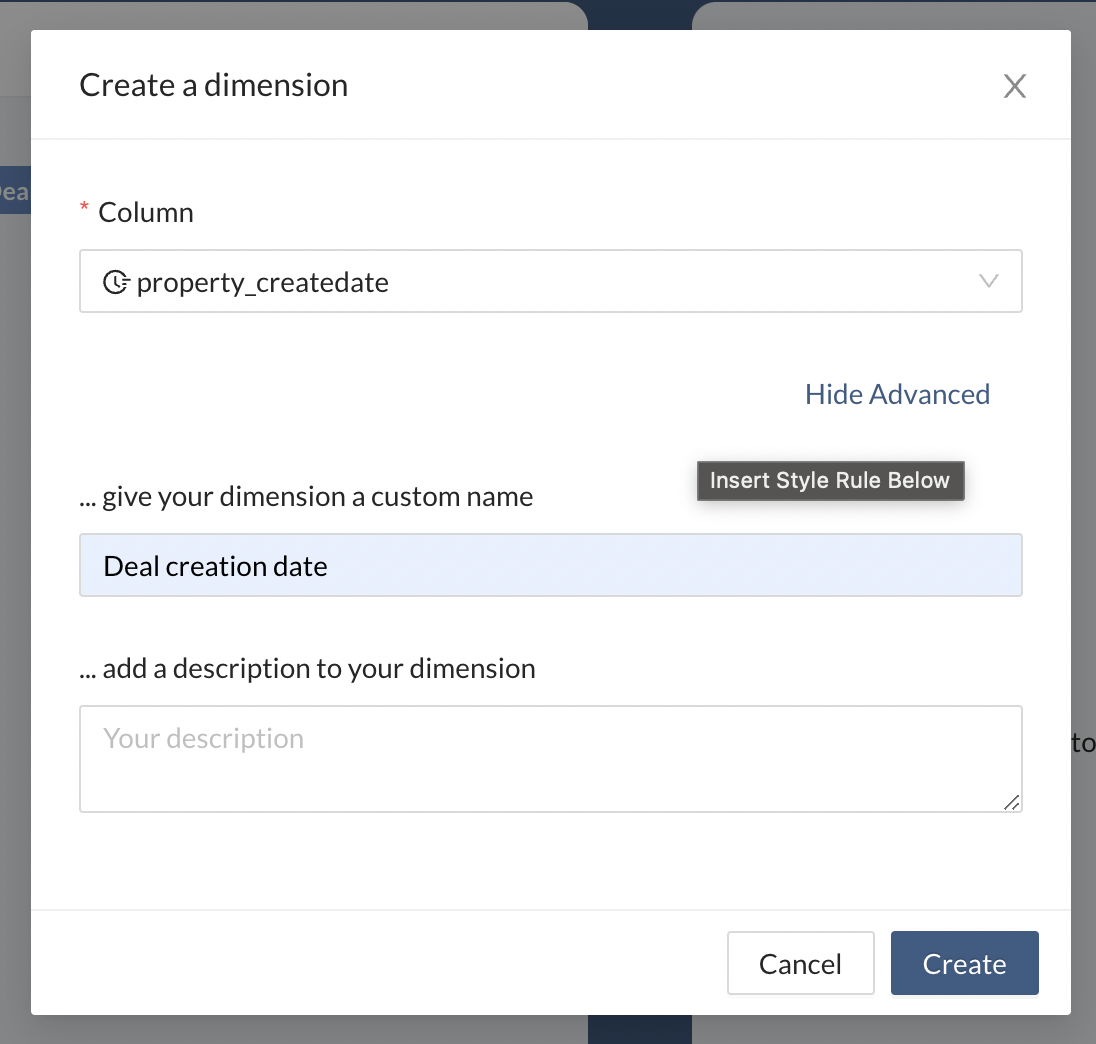 Create a dimension
* Column
property_createdate
Hide Advanced
Insert Style Rule Below
... give your dimension a custom name
Deal creation date
... add a description to your dimension
Your description
to
Cancel
Create